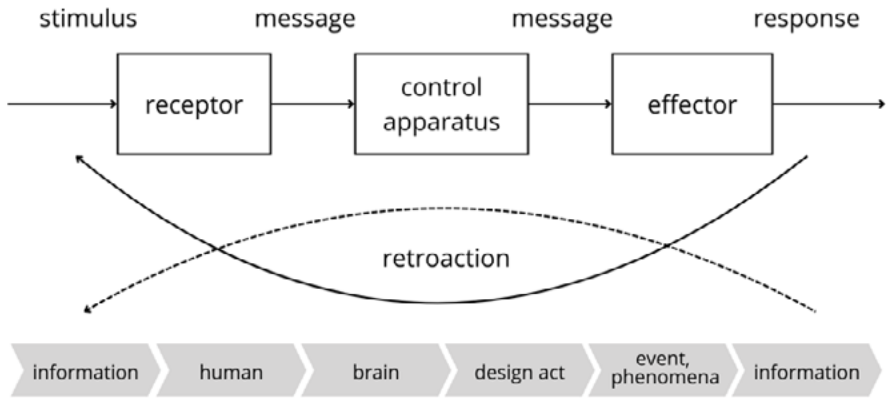 stimulus message message response
receptor
control
apparatus
effector
retroaction
information
human
brain
design act
event,
phenomena
information